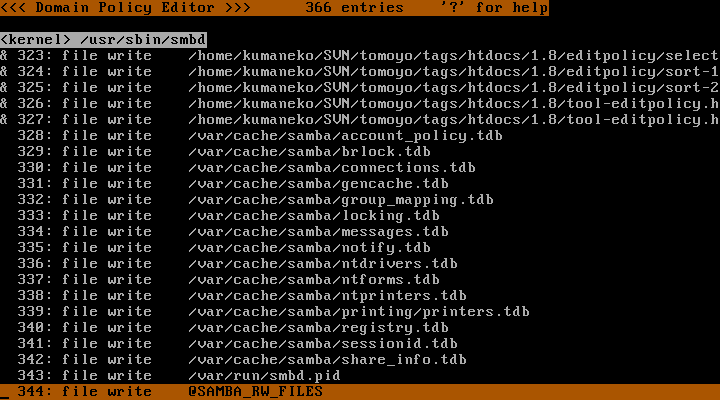 <<< Domain Policy Editor >>>      366 entries    '?' for help
<kernel> /usr/sbin/smbd
& 323: file write    /home/kumaneko/SVN/tomoyo/tags/htdocs/1.8/editpolicy/select
& 324: file write    /home/kumaneko/SVN/tomoyo/tags/htdocs/1.8/editpolicy/sort-1
& 325: file write    /home/kumaneko/SVN/tomoyo/tags/htdocs/1.8/editpolicy/sort-2
& 326: file write    /home/kumaneko/SVN/tomoyo/tags/htdocs/1.8/tool-editpolicy.h
& 327: file write    /home/kumaneko/SVN/tomoyo/tags/htdocs/1.8/tool-editpolicy.h
328: file write    /var/cache/samba/account_policy.tdb
329: file write    /var/cache/samba/brlock.tdb
330: file write    /var/cache/samba/connections.tdb
331: file write    /var/cache/samba/gencache.tdb
332: file write    /var/cache/samba/group_mapping.tdb
333: file write    /var/cache/samba/locking.tdb
334: file write    /var/cache/samba/messages.tdb
335: file write    /var/cache/samba/notify.tdb
336: file write    /var/cache/samba/ntdrivers.tdb
337: file write    /var/cache/samba/ntforms.tdb
338: file write    /var/cache/samba/ntprinters.tdb
339: file write    /var/cache/samba/printing/printers.tdb
340: file write    /var/cache/samba/registry.tdb
341: file write    /var/cache/samba/sessionid.tdb
342: file write    /var/cache/samba/share_info.tdb
343: file write    /var/run/smbd.pid
344: file write    @SAMBA_RW_FILES